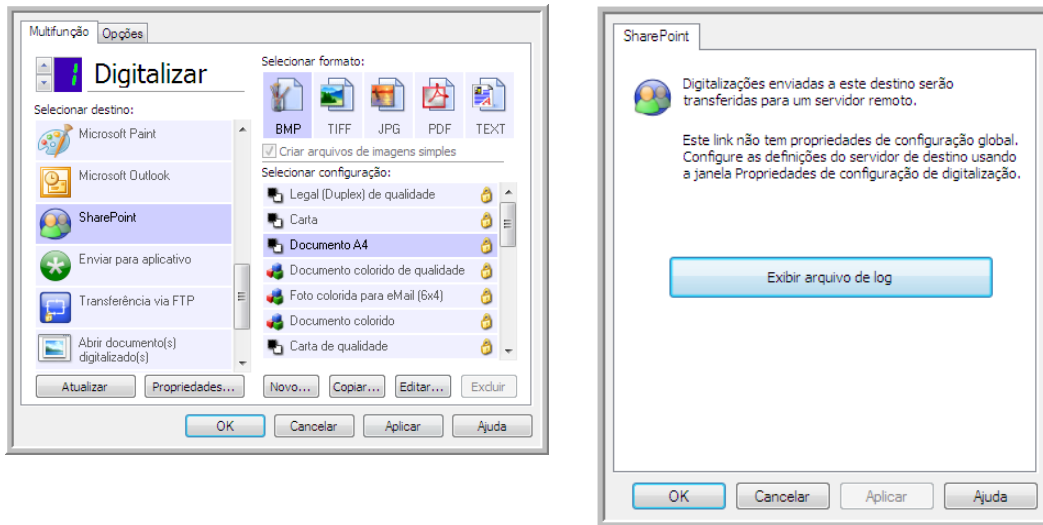 Multifunção
Opções
1
Digitalizar
Selecionar destino:
Microsoft Paint
Microsoft Outlook
SharePoint
Enviar para aplicativo
Transferência via FTP
Abrir documento(s)
digitalizado(s)
Atualizar
Propriedades...
Selecionar formato:
BMP
TIFF
JPG
PDF
TEXT
Criar arquivos de imagens simples
Selecionar configuração:
Legal (Duplex) de qualidade
Carta
Documento A4
Documento colorido de qualidade
Foto colorida para eMail (6x4)
Documento colorido
Carta de qualidade
Novo...
Copiar...
Editar...
Excluir
OK
Cancelar
Aplicar
Ajuda
SharePoint
Digitalizações enviadas a este destino serão
transferidas para um servidor remoto.
Este link não tem propriedades de configuração global.
Configure as definições do servidor de destino usando
a janela Propriedades de configuração de digitalização.
Exibir arquivo de log
OK
Cancelar
Aplicar
Ajuda